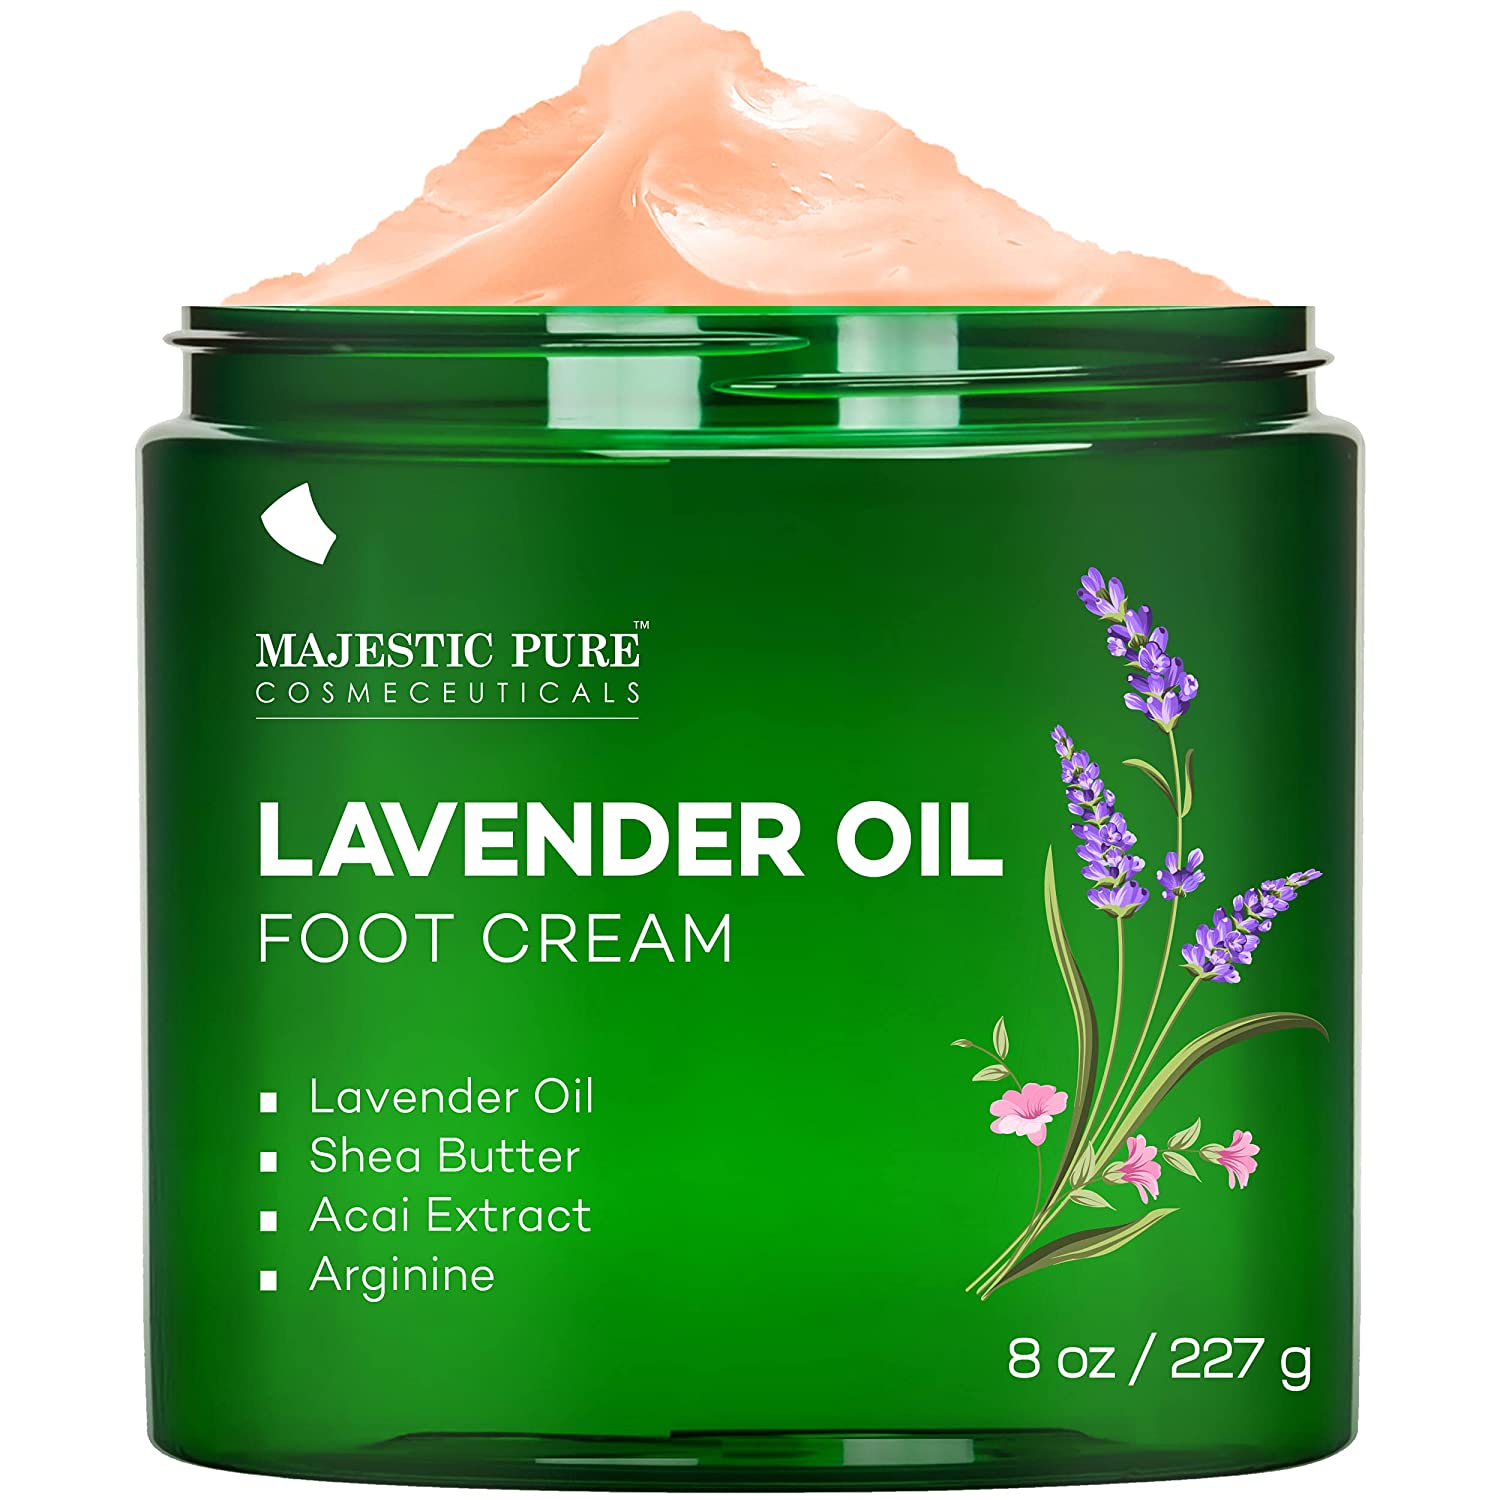 MAJESTIC PURE™
COSMECEUTICALS
LAVENDER OIL
FOOT CREAM
▪ Lavender Oil
▪ Shea Butter
▪ Acai Extract
▪ Arginine
8 oz / 227 g